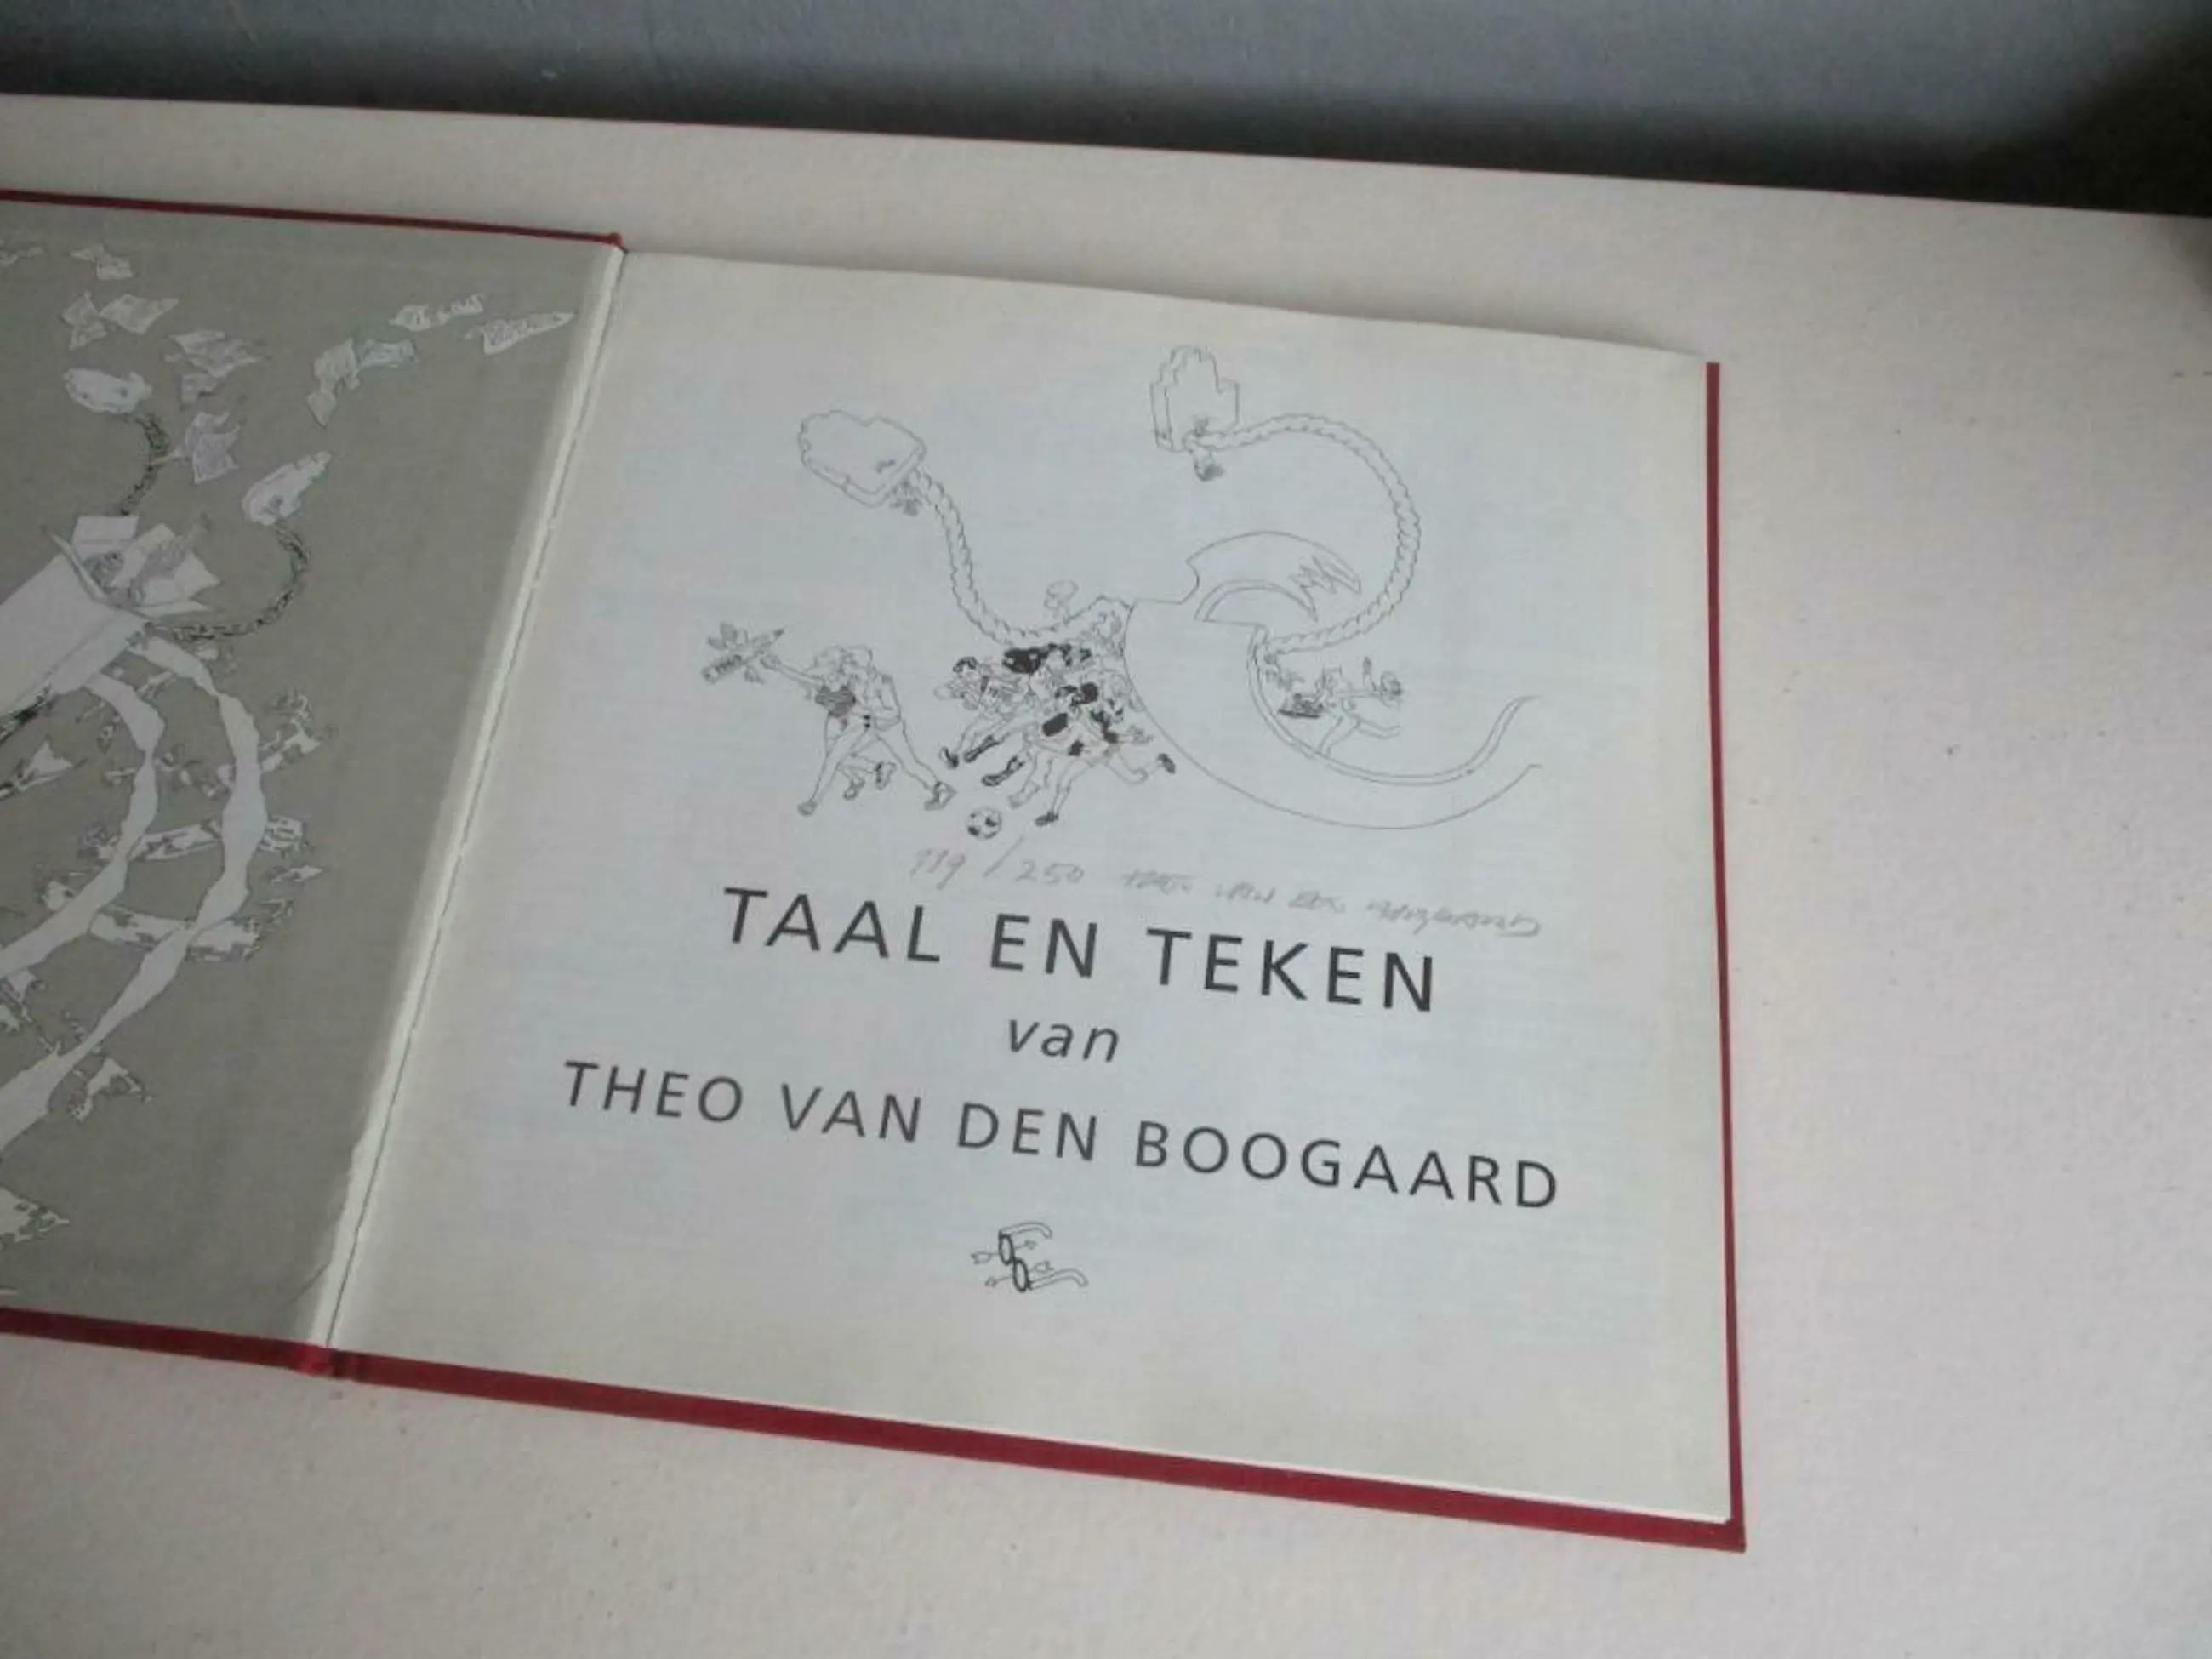 119/250 THEO VAN DEN BOOGAARD
TAAL EN TEKEN
van
THEO VAN DEN BOOGAARD